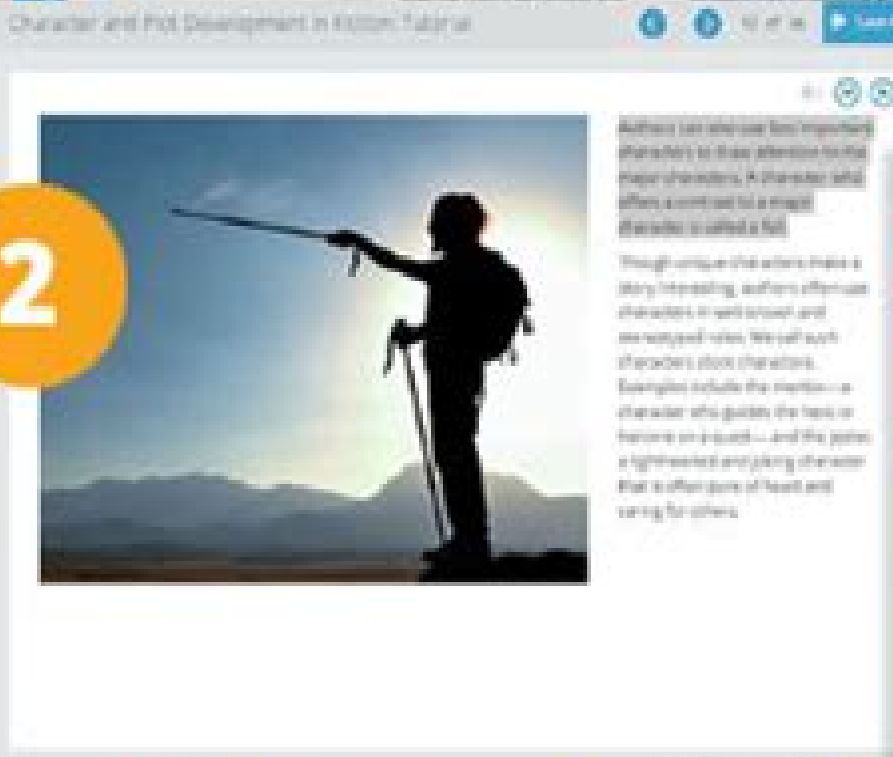 Character and Plot Development in Fiction: Tutorial
of
2
Authors can also use less important
characters to draw attention to the
major characters. A character who
offers a contrast to a major
character is called a foil.
Though unique characters make a
story interesting, authors often use
characters in well-known and
stereotyped roles. We call such
characters stock characters.
Examples include the mentor—a
character who guides the hero or
heroine on a quest—and the jester,
a lighthearted and joking character
that is often pure of heart and
caring for others.